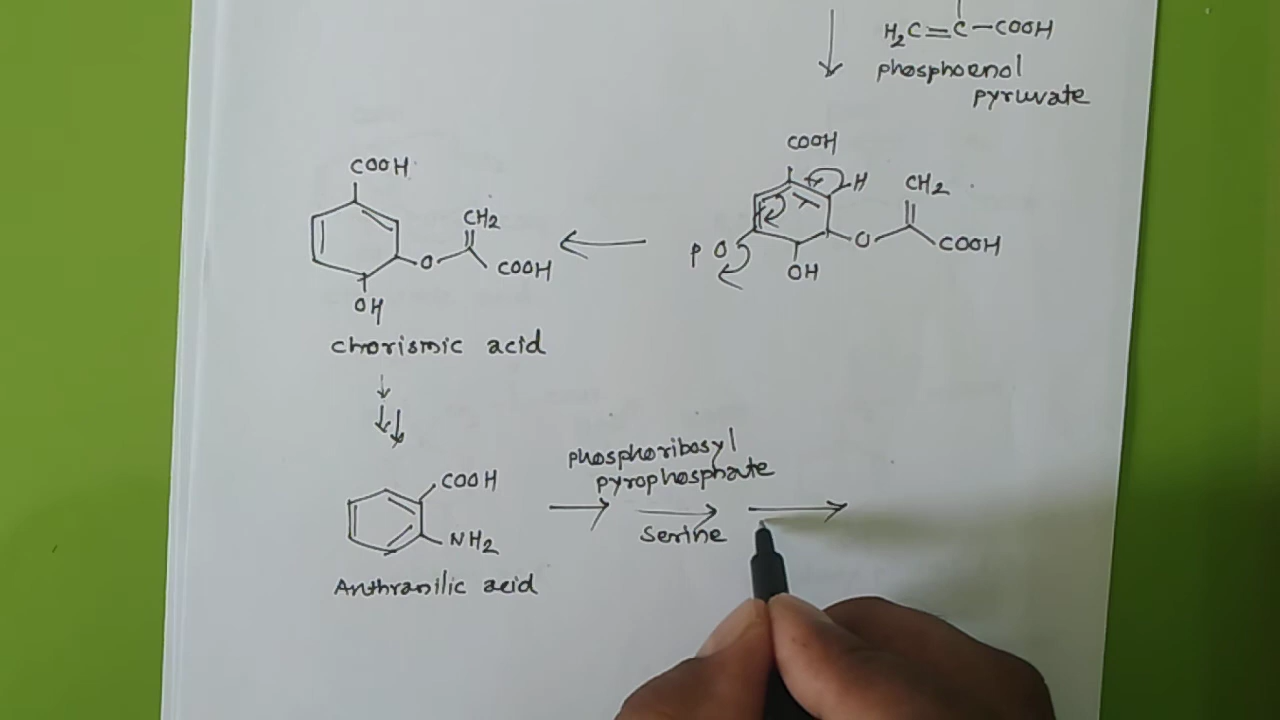 H₂C=C-COOH
phosphoenol
pyruvate
COOH
H
CH₂
P O
O
COOH
OH
COOH
CH₂
O
COOH
OH
chorismic acid
phosphoribosyl
pyrophosphate
COOH
NH₂
Serine
Anthranilic acid